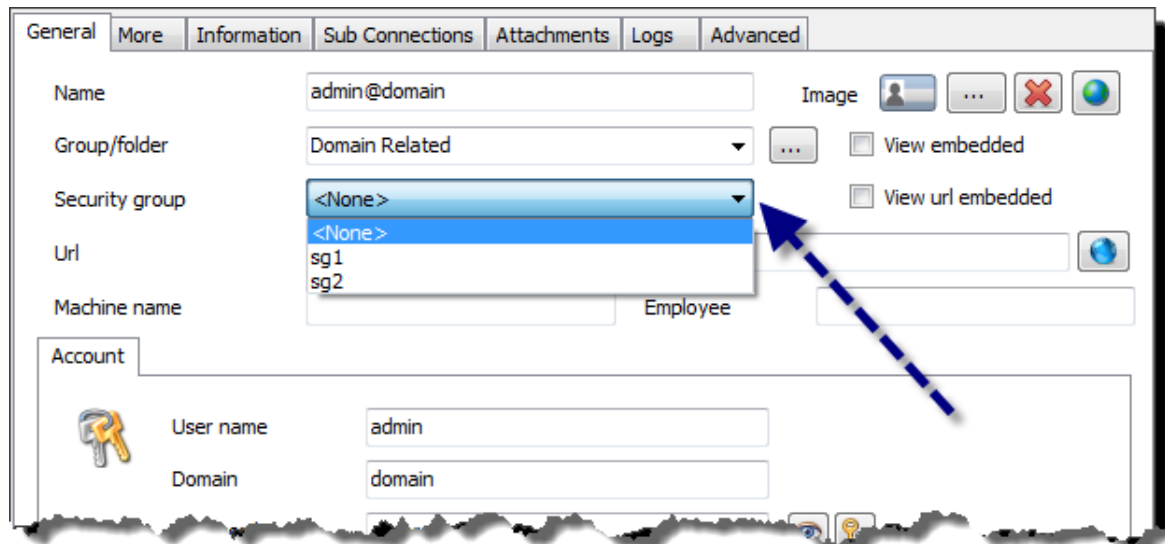 General More Information Sub Connections Attachments Logs Advanced
Name admin@domain Image ...
Group/folder Domain Related ... View embedded
Security group <None> View url embedded
<None>
Url
sg1
sg2
Machine name Employee
Account
User name admin
Domain domain